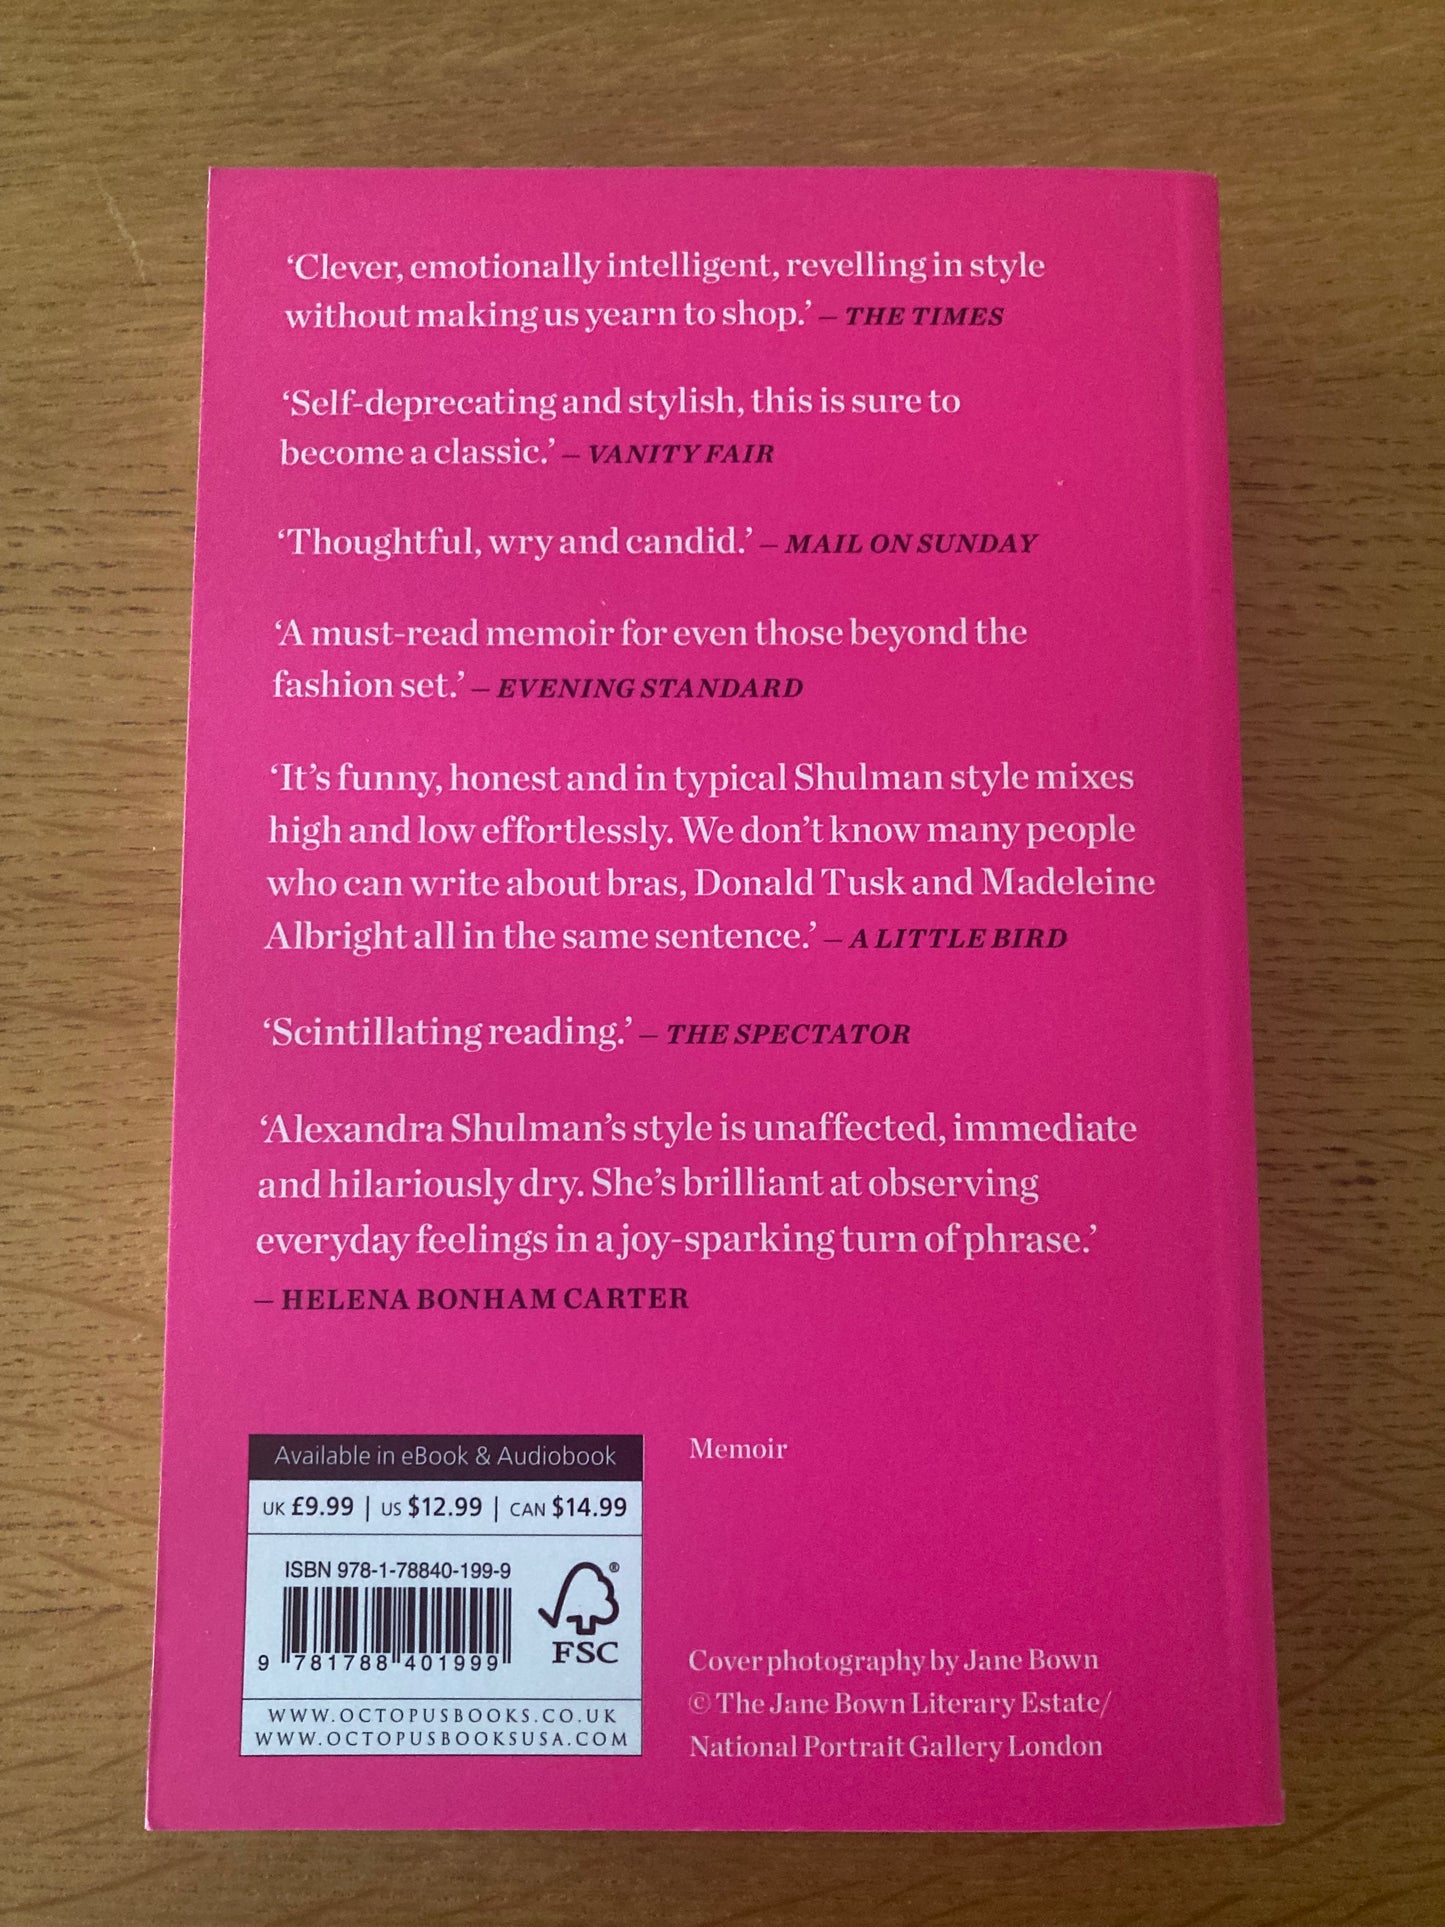 ‘Clever, emotionally intelligent, revelling in style
without making us yearn to shop.’ – THE TIMES
‘Self-deprecating and stylish, this is sure to
become a classic.’ – VANITY FAIR
‘Thoughtful, wry and candid.’ – MAIL ON SUNDAY
‘A must-read memoir for even those beyond the
fashion set.’ – EVENING STANDARD
‘It’s funny, honest and in typical Shulman style mixes
high and low effortlessly. We don’t know many people
who can write about bras, Donald Tusk and Madeleine
Albright all in the same sentence.’ – A LITTLE BIRD
‘Scintillating reading.’ – THE SPECTATOR
‘Alexandra Shulman’s style is unaffected, immediate
and hilariously dry. She’s brilliant at observing
everyday feelings in a joy-sparking turn of phrase.’
– HELENA BONHAM CARTER
Available in eBook & Audiobook
UK £9.99 | US $12.99 | CAN $14.99
ISBN 978-1-78840-199-9
9 781788 401999
®
FSC
WWW.OCTOPUSBOOKS.CO.UK
WWW.OCTOPUSBOOKSUSA.COM
Memoir
Cover photography by Jane Bown
© The Jane Bown Literary Estate/
National Portrait Gallery London